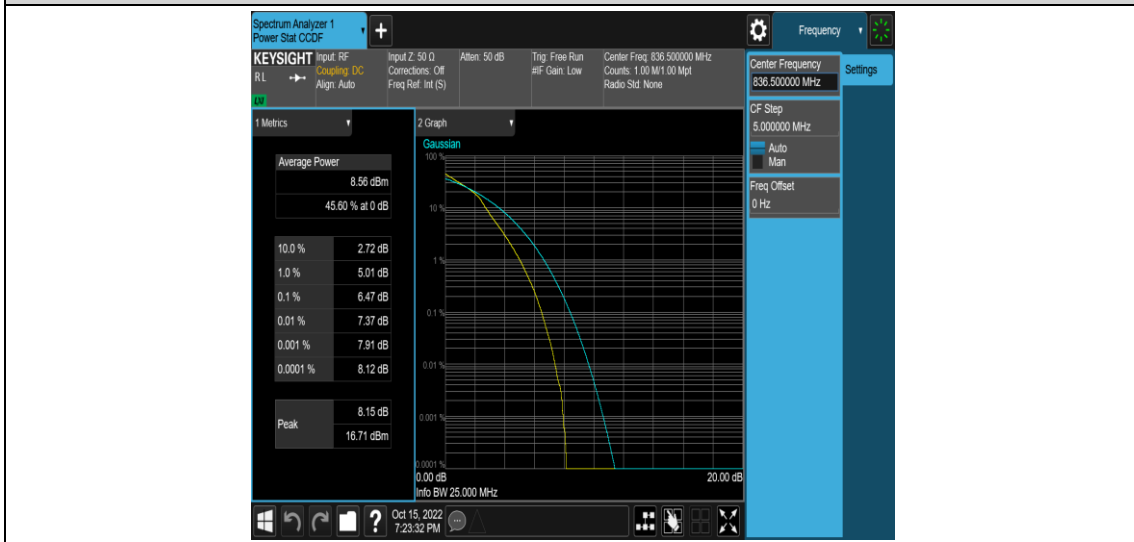 Spectrum Analyzer 1
Power Stat CCDF
Frequency
KEYSIGHT
RL
LXI
Input: RF
Coupling: DC
Align: Auto
Input Z: 50 Ω
Corrections: Off
Freq Ref: Int (S)
Atten: 50 dB
Trig: Free Run
#IF Gain: Low
Center Freq: 836.500000 MHz
Counts: 1.00 M/1.00 Mpt
Radio Std: None
Center Frequency
836.500000 MHz
Settings
CF Step
5.000000 MHz
Auto
Man
Freq Offset
0 Hz
1 Metrics
Average Power
8.56 dBm
45.60 % at 0 dB
10.0 % 2.72 dB
1.0 % 5.01 dB
0.1 % 6.47 dB
0.01 % 7.37 dB
0.001 % 7.91 dB
0.0001 % 8.12 dB
Peak
8.15 dB
16.71 dBm
2 Graph
Gaussian
100 %
10 %
1 %
0.1 %
0.01 %
0.001 %
0.0001 %
0.00 dB 20.00 dB
Info BW 25.000 MHz
?
Oct 15, 2022
7:23:32 PM